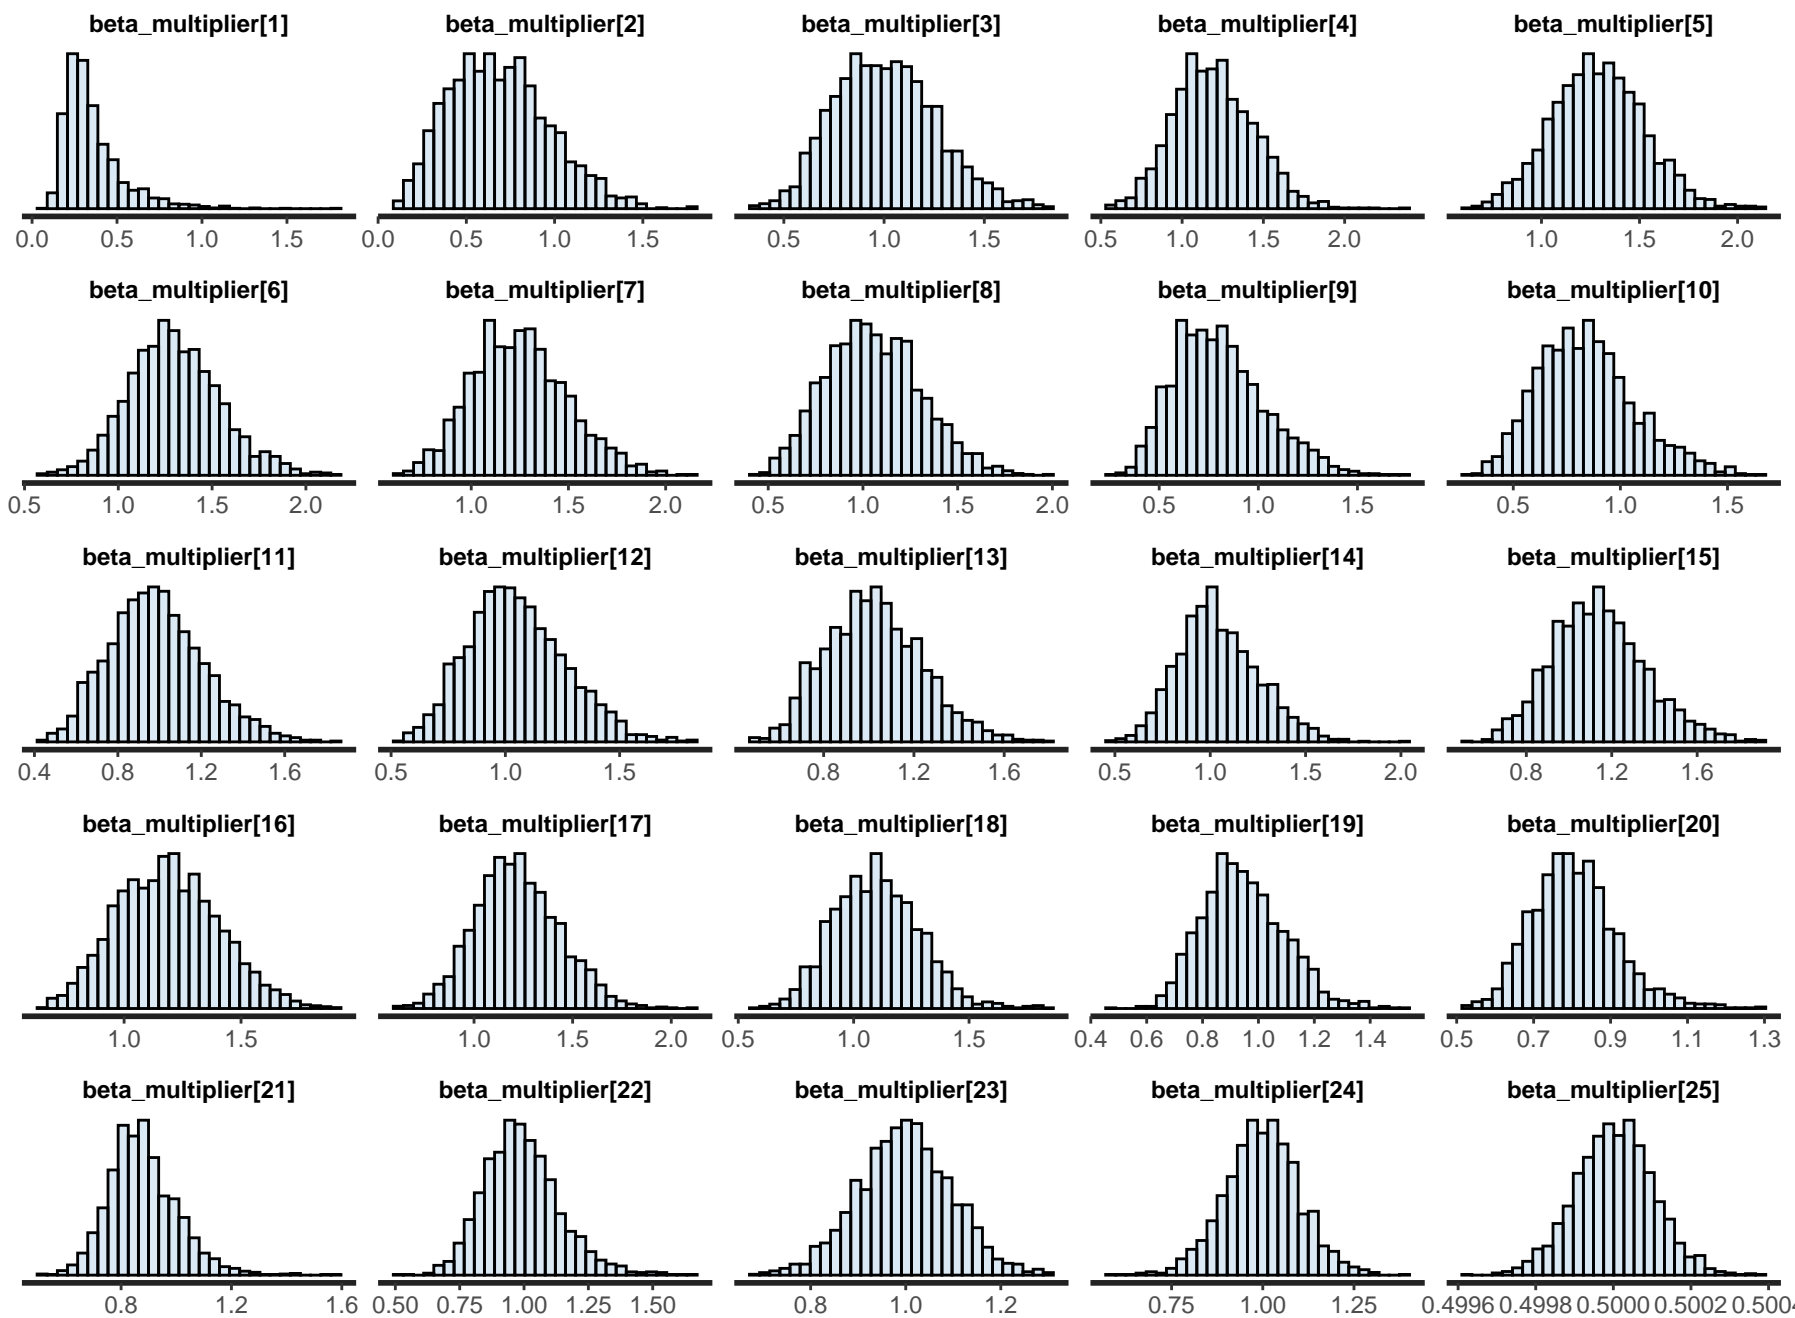 beta_multiplier[1] beta_multiplier[2] beta_multiplier[3] beta_multiplier[4] beta_multiplier[5]
0.0 0.5 1.0 1.5 0.0 0.5 1.0 1.5 0.5 1.0 1.5 0.5 1.0 1.5 2.0 1.0 1.5 2.0
beta_multiplier[6] beta_multiplier[7] beta_multiplier[8] beta_multiplier[9] beta_multiplier[10]
0.5 1.0 1.5 2.0 1.0 1.5 2.0 0.5 1.0 1.5 2.0 0.5 1.0 1.5 0.5 1.0 1.5
beta_multiplier[11] beta_multiplier[12] beta_multiplier[13] beta_multiplier[14] beta_multiplier[15]
0.4 0.8 1.2 1.6 0.5 1.0 1.5 0.8 1.2 1.6 0.5 1.0 1.5 2.0 0.8 1.2 1.6
beta_multiplier[16] beta_multiplier[17] beta_multiplier[18] beta_multiplier[19] beta_multiplier[20]
1.0 1.5 1.0 1.5 2.0 0.5 1.0 1.5 0.4 0.6 0.8 1.0 1.2 1.4 0.5 0.7 0.9 1.1 1.3
beta_multiplier[21] beta_multiplier[22] beta_multiplier[23] beta_multiplier[24] beta_multiplier[25]
0.8 1.2 1.6 0.50 0.75 1.00 1.25 1.50 0.8 1.0 1.2 0.75 1.00 1.25 0.4996 0.4998 0.5000 0.5002